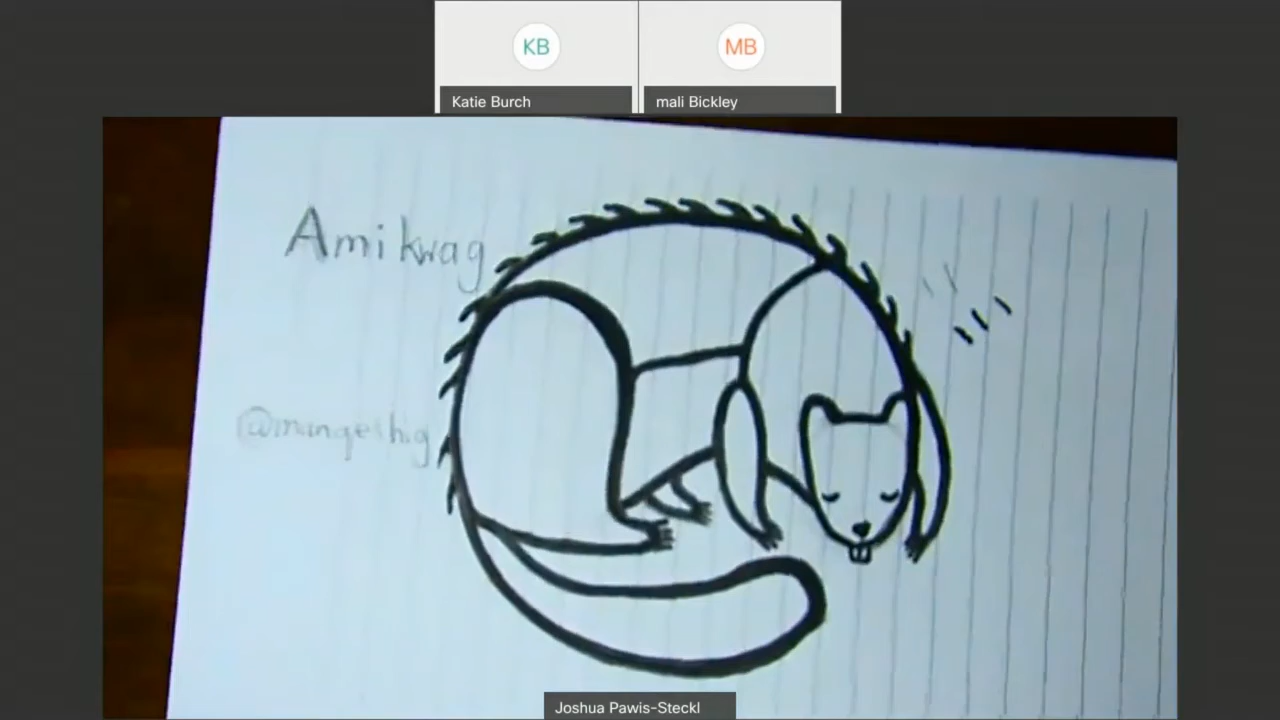 KB
MB
Katie Burch
mali Bickley
Amikwag
@mangeshig
Joshua Pawis-Steckl